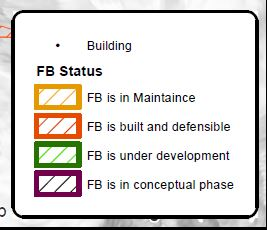 Building
FB Status
FB is in Maintaince
FB is built and defensible
FB is under development
FB is in conceptual phase